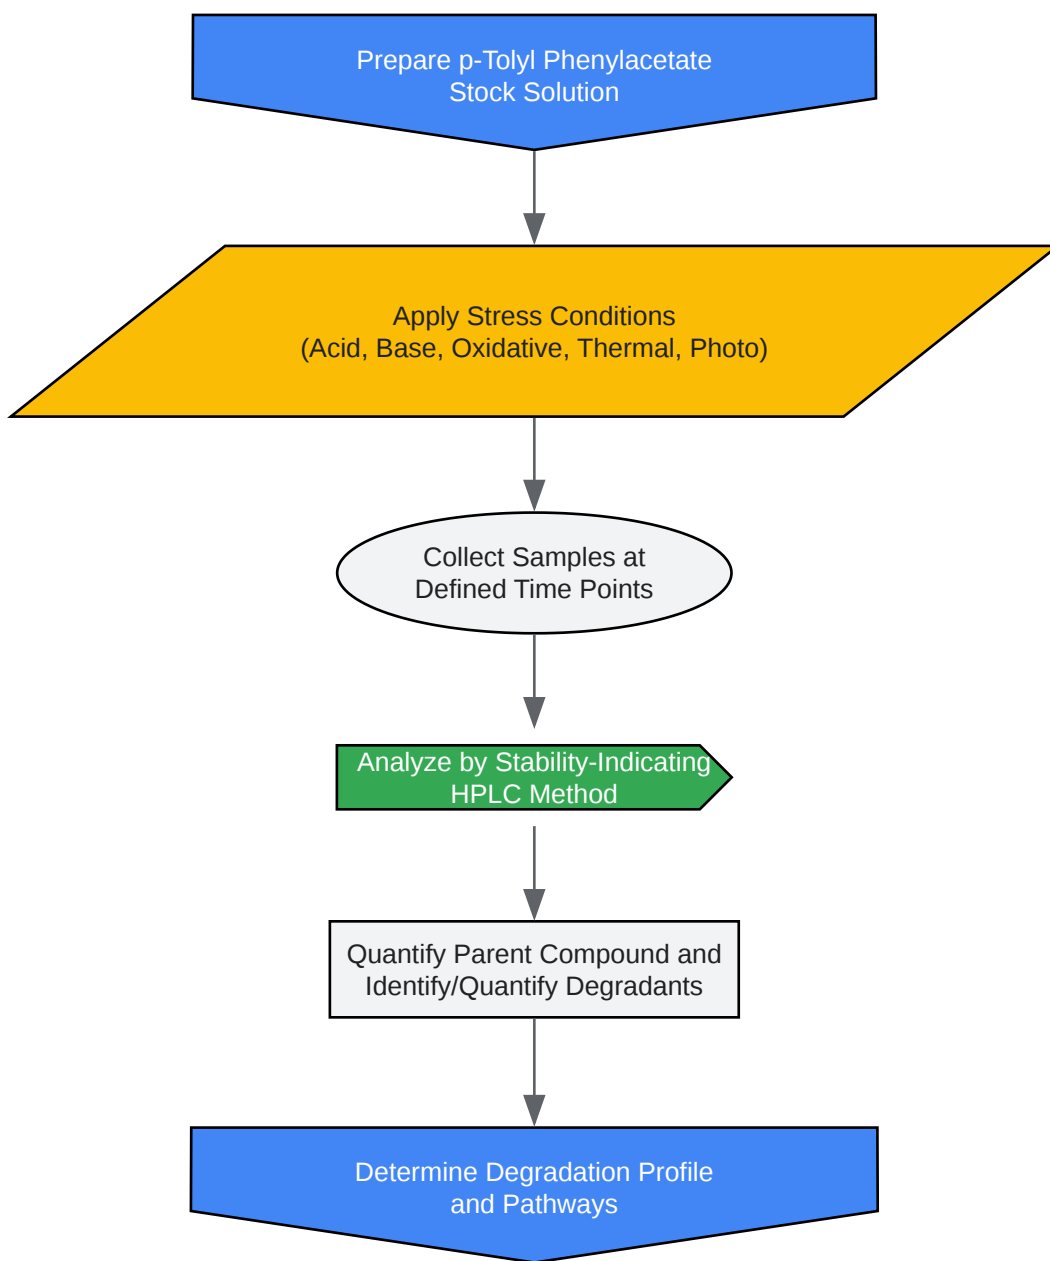 Prepare p-Tolyl Phenylacetate
Stock Solution
Apply Stress Conditions
(Acid, Base, Oxidative, Thermal, Photo)
Collect Samples at
Defined Time Points
Analyze by Stability-Indicating
HPLC Method
Quantify Parent Compound and
Identify/Quantify Degradants
Determine Degradation Profile
and Pathways